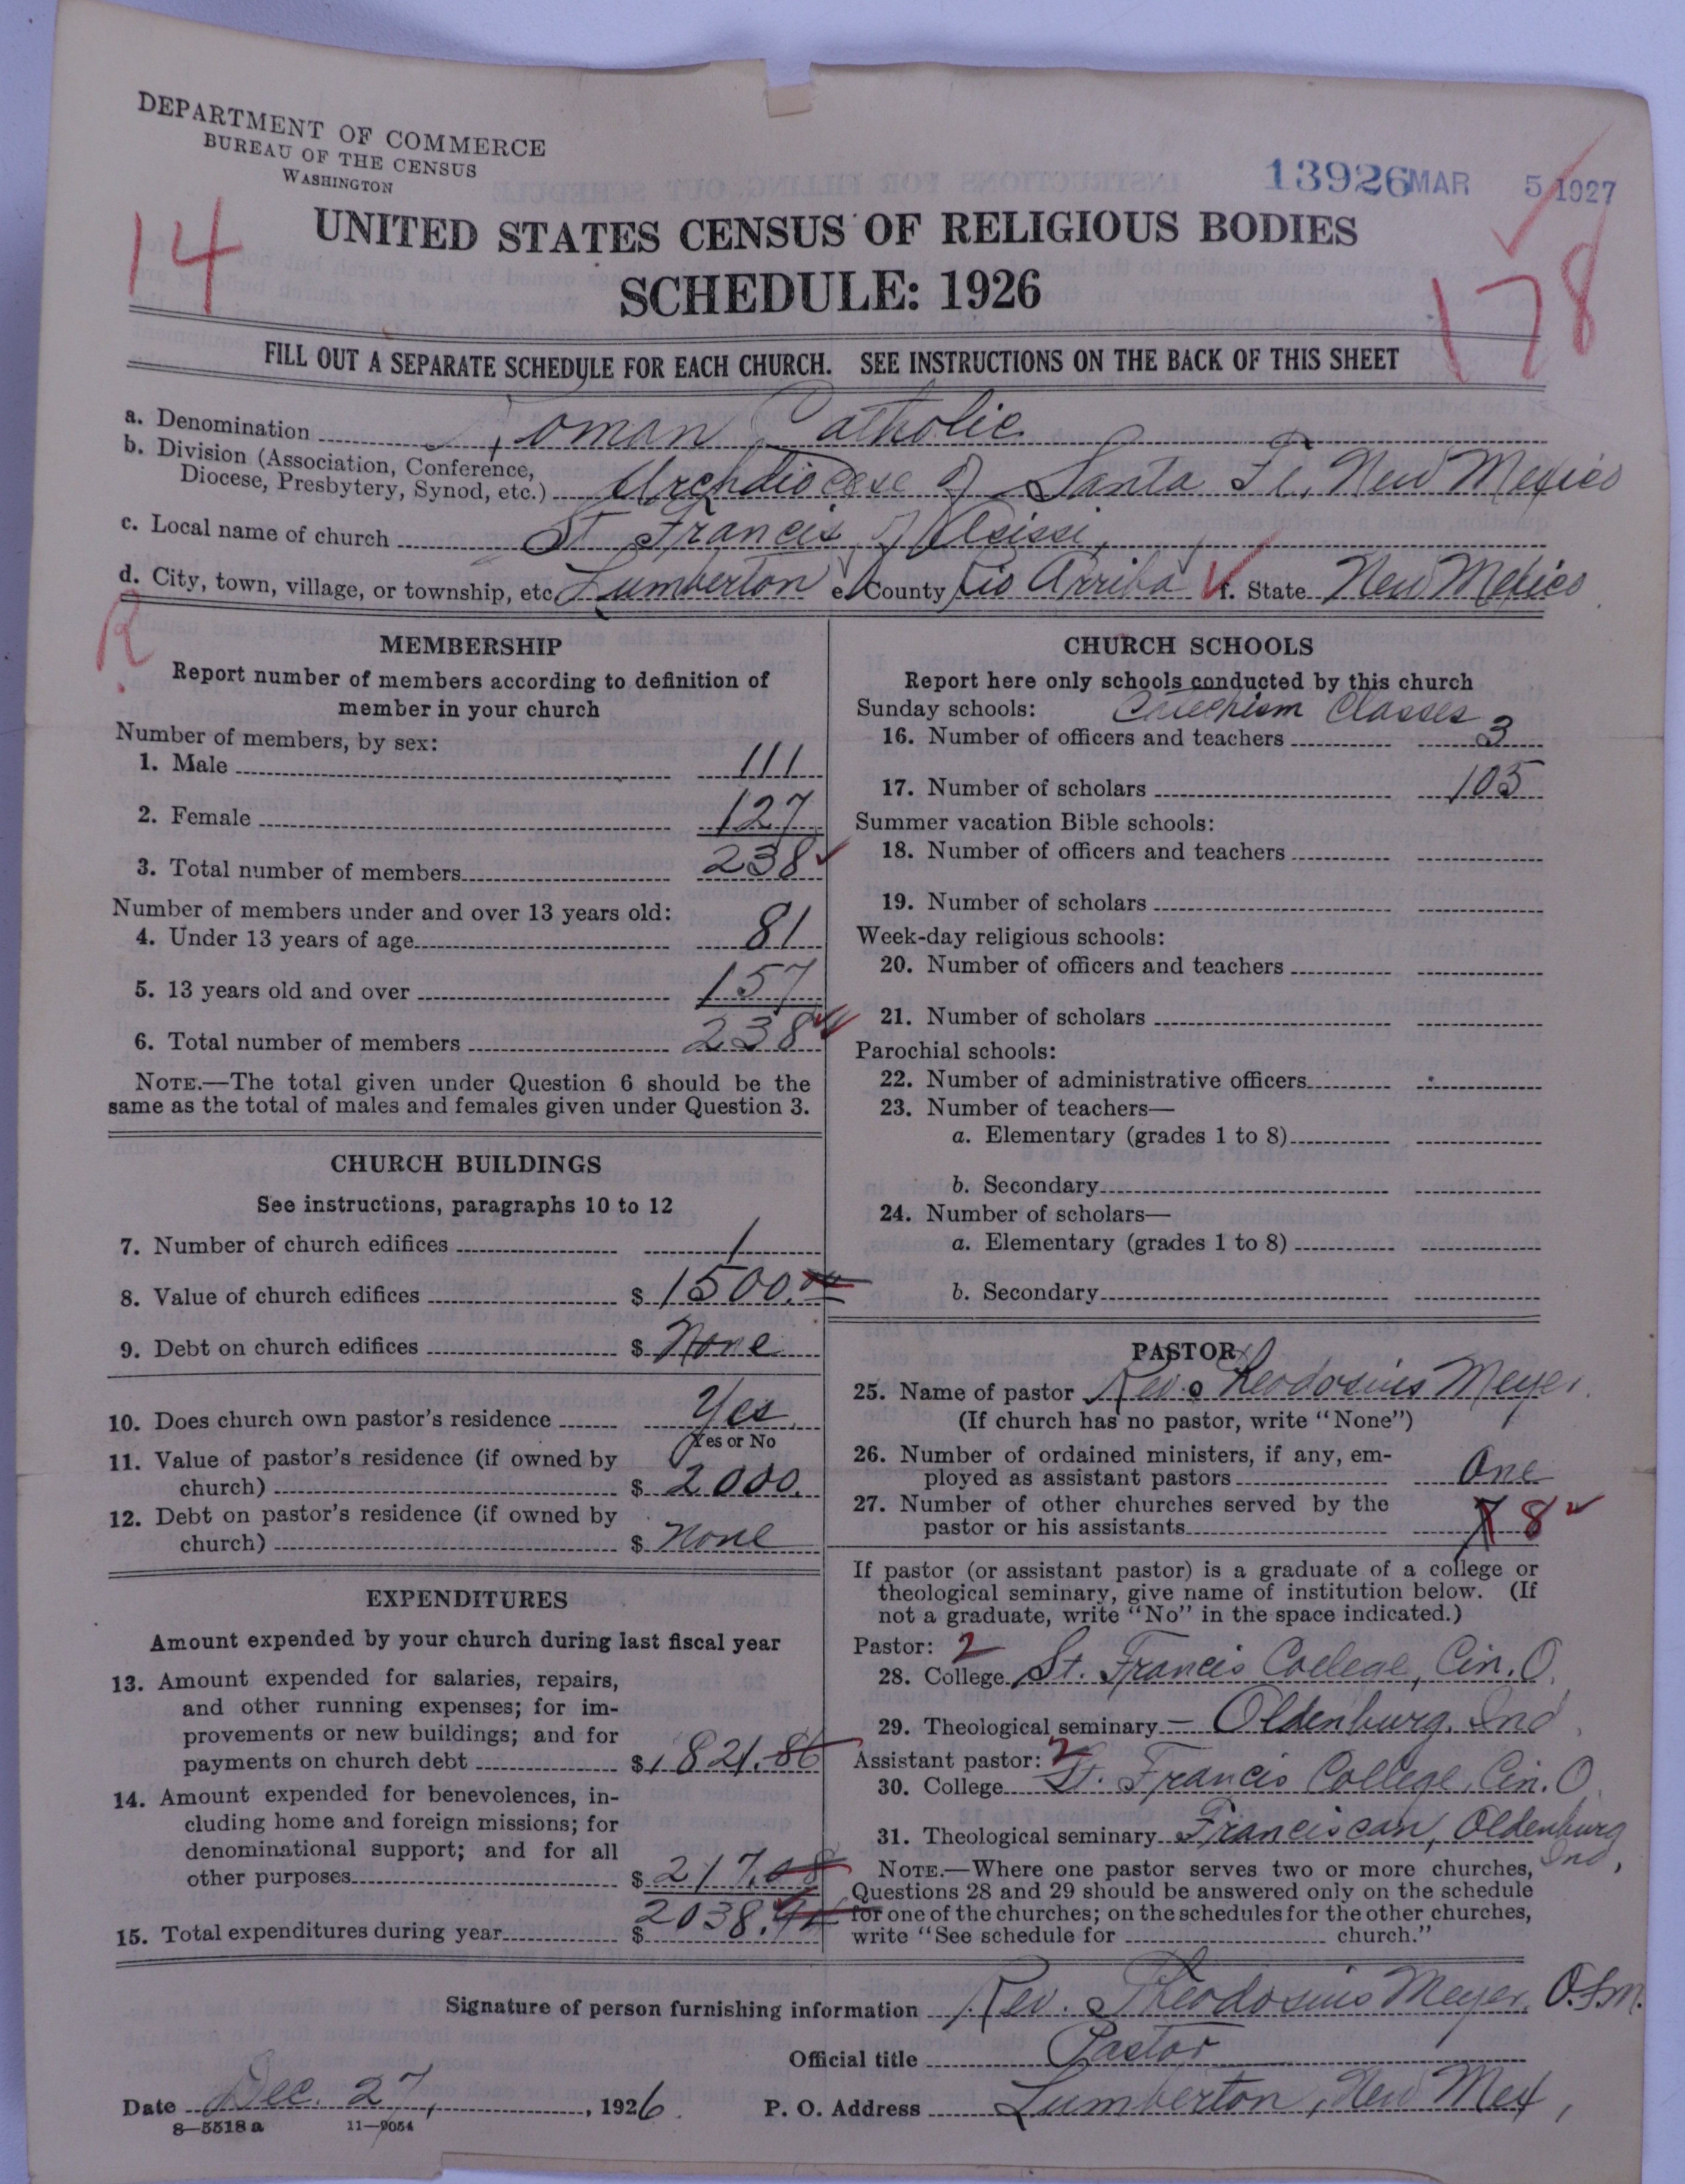 DEPARTMENT OF COMMERCE
BUREAU OF THE CENSUS
WASHINGTON
13926 MAR 5 1927
14
178
UNITED STATES CENSUS OF RELIGIOUS BODIES
SCHEDULE: 1926
FILL OUT A SEPARATE SCHEDULE FOR EACH CHURCH. SEE INSTRUCTIONS ON THE BACK OF THIS SHEET
a. Denomination Roman Catholic
b. Division (Association, Conference,
Diocese, Presbytery, Synod, etc.) Archdiocese of Santa Fe, New Mexico
c. Local name of church St Francis of Asissi,
d. City, town, village, or township, etc. Lumberton e. County Rio Arriba f. State New Mexico
R
MEMBERSHIP
Report number of members according to definition of
member in your church
Number of members, by sex:
1. Male 111
2. Female 127
3. Total number of members 238
Number of members under and over 13 years old:
4. Under 13 years of age 81
5. 13 years old and over 157
6. Total number of members 238
NOTE.—The total given under Question 6 should be the
same as the total of males and females given under Question 3.
CHURCH BUILDINGS
See instructions, paragraphs 10 to 12
7. Number of church edifices 1
8. Value of church edifices $ 1500.00
9. Debt on church edifices $ None
10. Does church own pastor's residence Yes
Yes or No
11. Value of pastor's residence (if owned by
church) $ 2000.
12. Debt on pastor's residence (if owned by
church) $ None
EXPENDITURES
Amount expended by your church during last fiscal year
13. Amount expended for salaries, repairs,
and other running expenses; for im-
provements or new buildings; and for
payments on church debt $ 1821.86
14. Amount expended for benevolences, in-
cluding home and foreign missions; for
denominational support; and for all
other purposes $ 217.08
15. Total expenditures during year $ 2038.94
CHURCH SCHOOLS
Report here only schools conducted by this church
Sunday schools: Catechism Classes
16. Number of officers and teachers 3
17. Number of scholars 105
Summer vacation Bible schools:
18. Number of officers and teachers
19. Number of scholars
Week-day religious schools:
20. Number of officers and teachers
21. Number of scholars
Parochial schools:
22. Number of administrative officers
23. Number of teachers—
a. Elementary (grades 1 to 8)
b. Secondary
24. Number of scholars—
a. Elementary (grades 1 to 8)
b. Secondary
PASTOR
25. Name of pastor Rev. Theodosius Meyer.
(If church has no pastor, write "None")
26. Number of ordained ministers, if any, em-
ployed as assistant pastors One
27. Number of other churches served by the
pastor or his assistants 8
If pastor (or assistant pastor) is a graduate of a college or
theological seminary, give name of institution below. (If
not a graduate, write "No" in the space indicated.)
Pastor: 2
28. College St. Francis College, Cin. O.
29. Theological seminary — Oldenburg, Ind.
Assistant pastor: 2
30. College St. Francis College, Cin. O.
31. Theological seminary Franciscan, Oldenburg
Ind,
NOTE.—Where one pastor serves two or more churches,
Questions 28 and 29 should be answered only on the schedule
for one of the churches; on the schedules for the other churches,
write "See schedule for church."
Signature of person furnishing information Rev. Theodosius Meyer, O.f.m.
Official title Pastor
Date Dec. 27, 1926. P. O. Address Lumberton, New Mex,
8—5518 a 11—9054